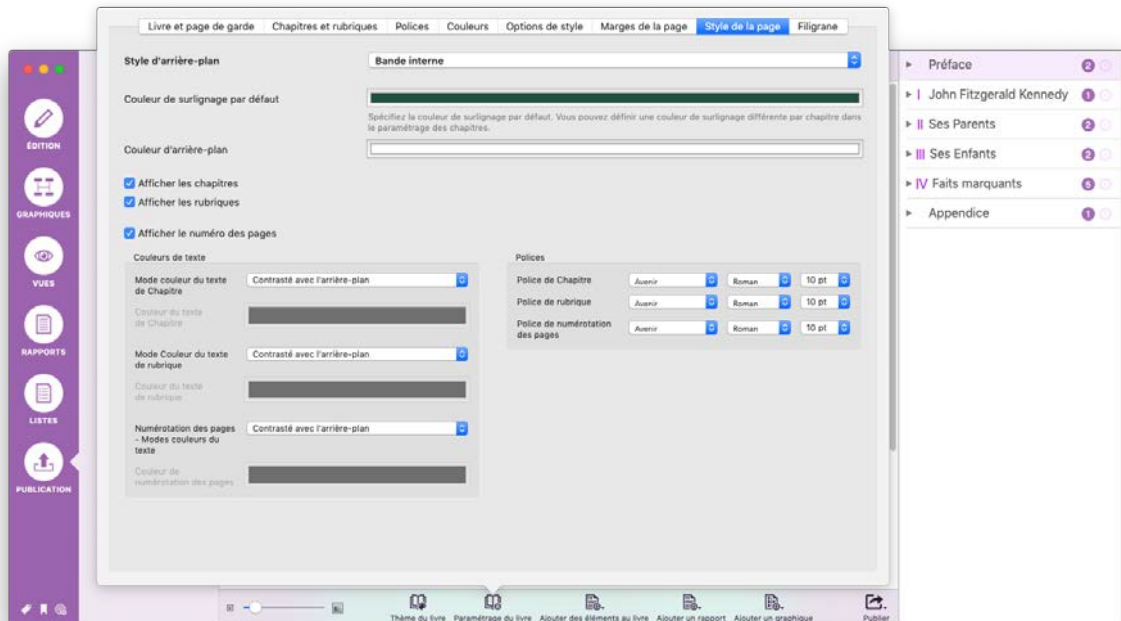 Livre et page de garde Chapitres et rubriques Polices Couleurs Options de style Marges de la page Style de la page Filigrane
Style d'arrière-plan Bande interne
Couleur de surlignage par défaut
Spécifiez la couleur de surlignage par défaut. Vous pouvez définir une couleur de surlignage différente par chapitre dans
le paramétrage des chapitres.
Couleur d'arrière-plan
Afficher les chapitres
Afficher les rubriques
Afficher le numéro des pages
Couleurs de texte
Mode couleur du texte Contrasté avec l'arrière-plan
de Chapitre
Couleur du texte
de Chapitre
Mode Couleur du texte Contrasté avec l'arrière-plan
de rubrique
Couleur du texte
de rubrique
Numérotation des pages Contrasté avec l'arrière-plan
- Modes couleurs du
texte
Couleur de
numérotation des pages
Polices
Police de Chapitre Avenir Roman 10 pt
Police de rubrique Avenir Roman 10 pt
Police de numérotation Avenir Roman 10 pt
des pages
ÉDITION
GRAPHIQUES
VUES
RAPPORTS
LISTES
PUBLICATION
Préface 2
I John Fitzgerald Kennedy 1
II Ses Parents 2
III Ses Enfants 2
IV Faits marquants 5
Appendice 1
Thème du livre Paramétrage du livre Ajouter des éléments au livre Ajouter un rapport Ajouter un graphique Publier